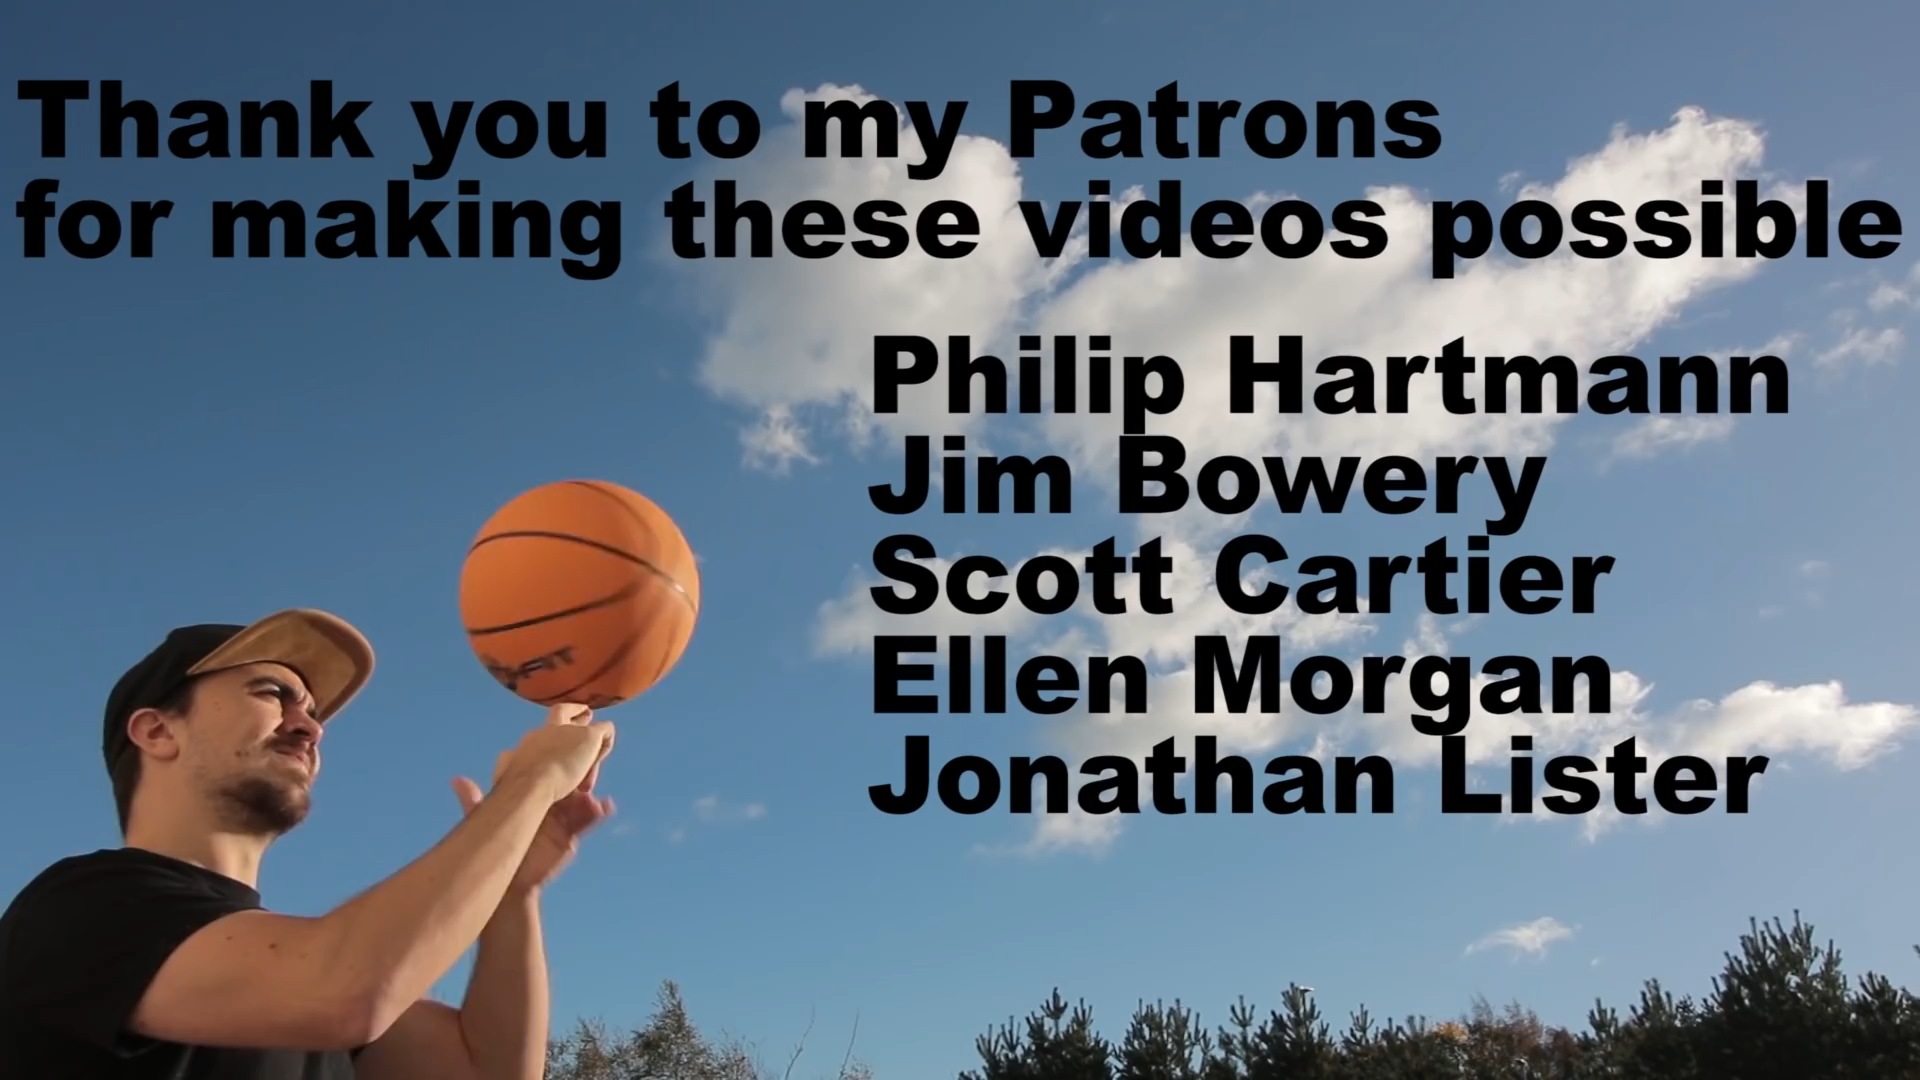 Thank you to my Patrons
for making these videos possible
Philip Hartmann
Jim Bowery
Scott Cartier
Ellen Morgan
Jonathan Lister